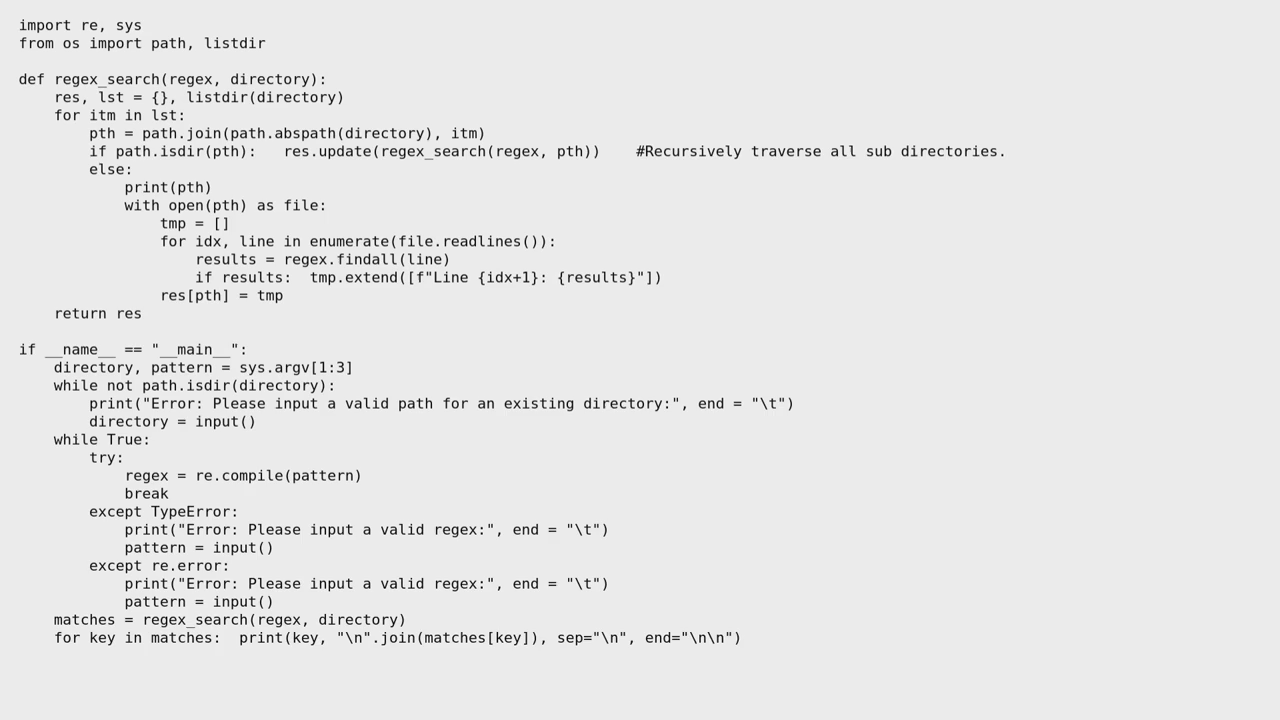 import re, sys
from os import path, listdir

def regex_search(regex, directory):
    res, lst = {}, listdir(directory)
    for itm in lst:
        pth = path.join(path.abspath(directory), itm)
        if path.isdir(pth):   res.update(regex_search(regex, pth))    #Recursively traverse all sub directories.
        else:
            print(pth)
            with open(pth) as file:
                tmp = []
                for idx, line in enumerate(file.readlines()):
                    results = regex.findall(line)
                    if results:  tmp.extend([f"Line {idx+1}: {results}"])
                res[pth] = tmp
    return res

if __name__ == "__main__":
    directory, pattern = sys.argv[1:3]
    while not path.isdir(directory):
        print("Error: Please input a valid path for an existing directory:", end = "\t")
        directory = input()
    while True:
        try:
            regex = re.compile(pattern)
            break
        except TypeError:
            print("Error: Please input a valid regex:", end = "\t")
            pattern = input()
        except re.error:
            print("Error: Please input a valid regex:", end = "\t")
            pattern = input()
    matches = regex_search(regex, directory)
    for key in matches:  print(key, "\n".join(matches[key]), sep="\n", end="\n\n")